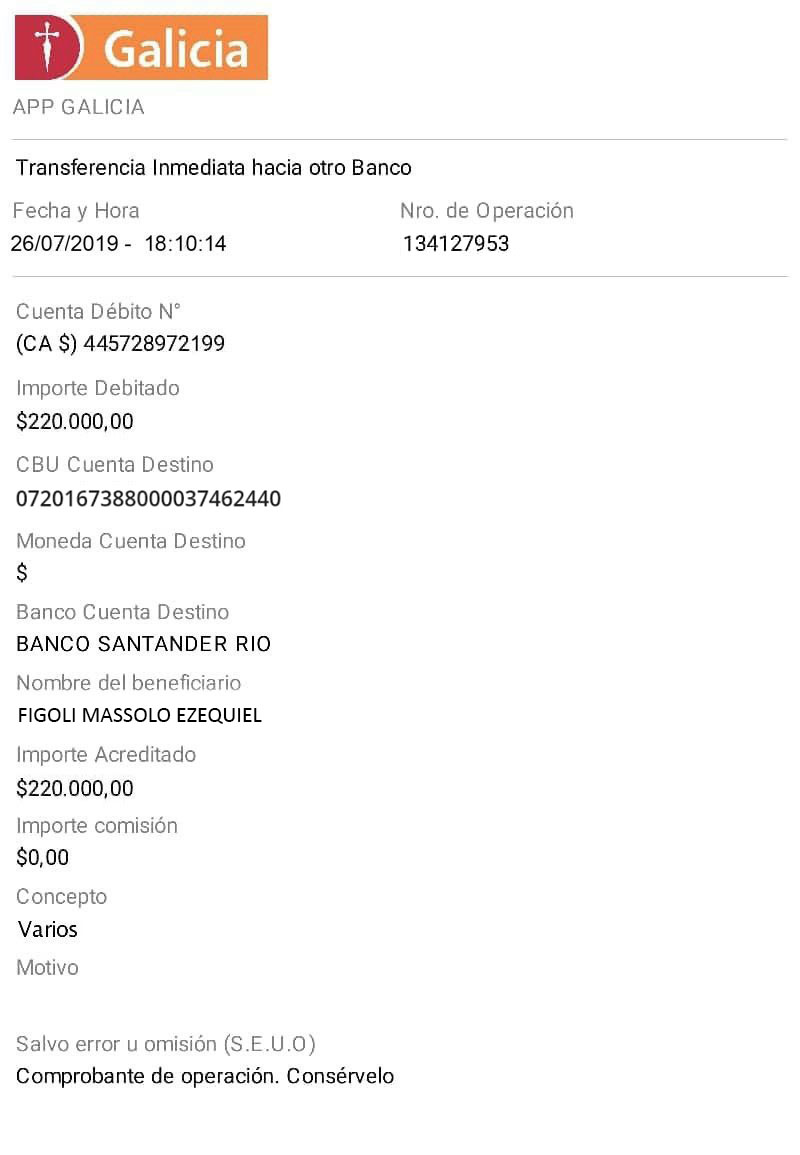 Galicia
APP GALICIA
Transferencia Inmediata hacia otro Banco
Fecha y Hora Nro. de Operación
26/07/2019 - 18:10:14 134127953
Cuenta Débito N°
(CA $) 445728972199
Importe Debitado
$220.000,00
CBU Cuenta Destino
0720167388000037462440
Moneda Cuenta Destino
$
Banco Cuenta Destino
BANCO SANTANDER RIO
Nombre del beneficiario
FIGOLI MASSOLO EZEQUIEL
Importe Acreditado
$220.000,00
Importe comisión
$0,00
Concepto
Varios
Motivo
Salvo error u omisión (S.E.U.O)
Comprobante de operación. Consérvelo